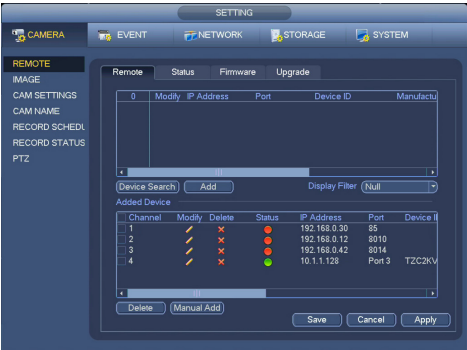 SETTING
CAMERA EVENT NETWORK STORAGE SYSTEM
REMOTE
IMAGE
CAM SETTINGS
CAM NAME
RECORD SCHEDU
RECORD STATUS
PTZ
Remote Status Firmware Upgrade
0 Modify IP Address Port Device ID Manufactu
Device Search Add Display Filter Null
Added Device
Channel Modify Delete Status IP Address Port Device I
1 192.168.0.30 85
2 192.168.0.12 8010
3 192.168.0.42 8014
4 10.1.1.128 Port 3 TZC2KV
Delete Manual Add
Save Cancel Apply